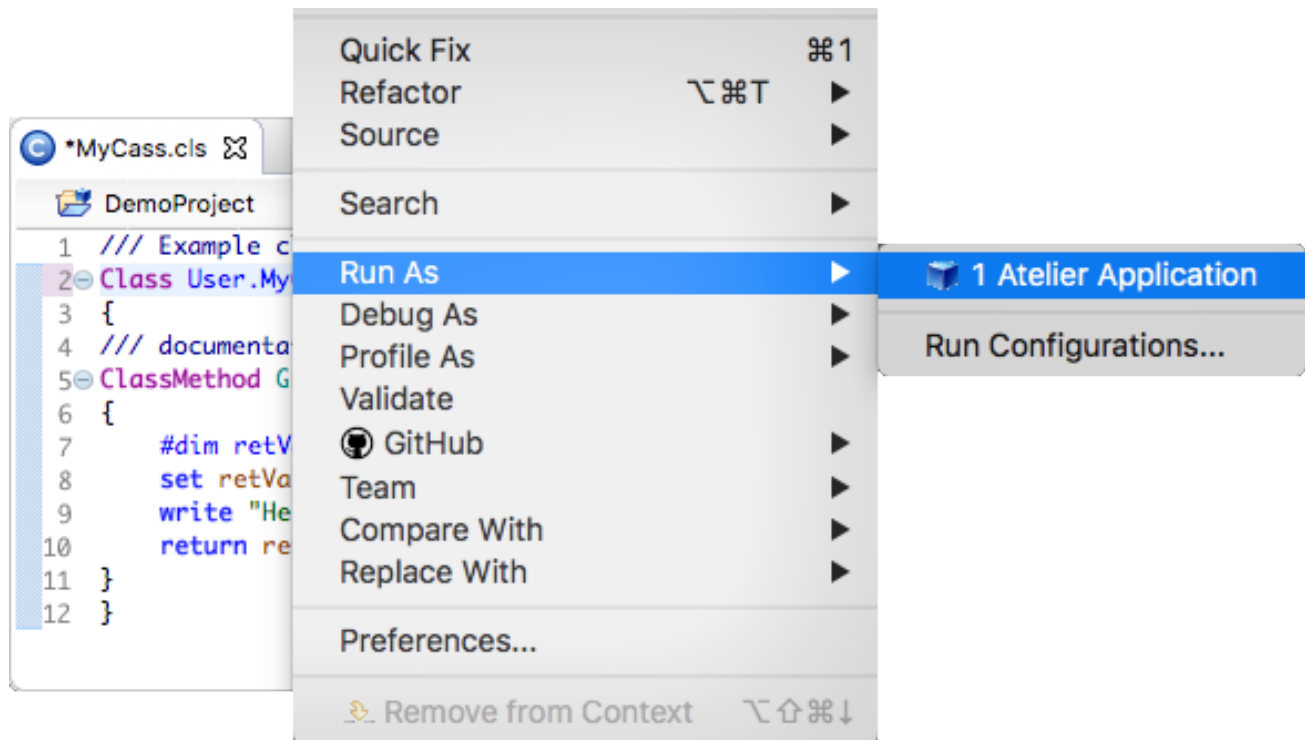 *MyCass.cls
DemoProject
1 /// Example c
2 Class User.My
3 {
4 /// documenta
5 ClassMethod G
6 {
7 #dim retV
8 set retVa
9 write "He
10 return re
11 }
12 }
Quick Fix ⌘1
Refactor ⌥⌘T ▶
Source ▶
Search ▶
Run As ▶
Debug As ▶
Profile As ▶
Validate
GitHub ▶
Team ▶
Compare With ▶
Replace With ▶
Preferences...
Remove from Context ⌥⇧⌘↓
1 Atelier Application
Run Configurations...